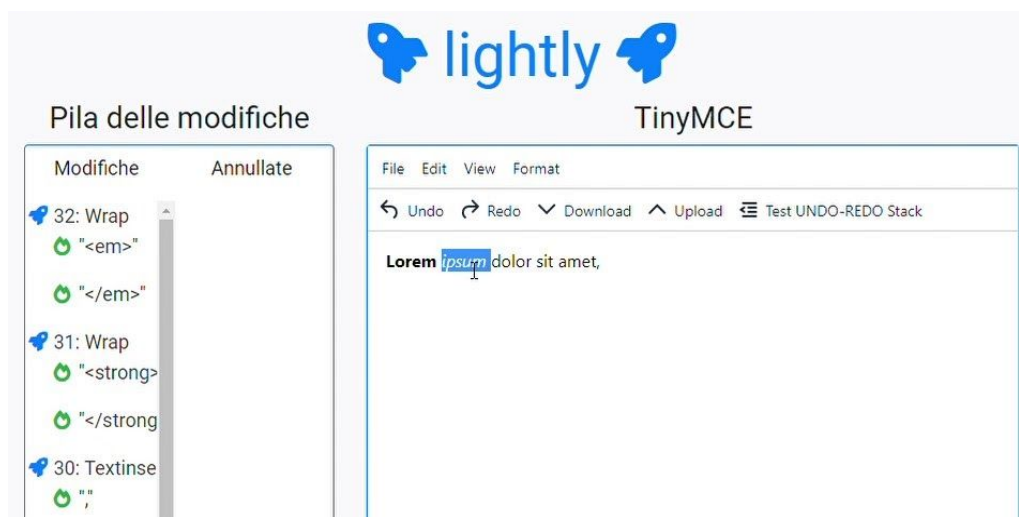 lightly
Pila delle modifiche
Modifiche Annullate
32: Wrap
"<em>"
"</em>"
31: Wrap
"<strong>
"</strong
30: Textinse
","
TinyMCE
File Edit View Format
Undo Redo Download Upload Test UNDO-REDO Stack
Lorem ipsum dolor sit amet,